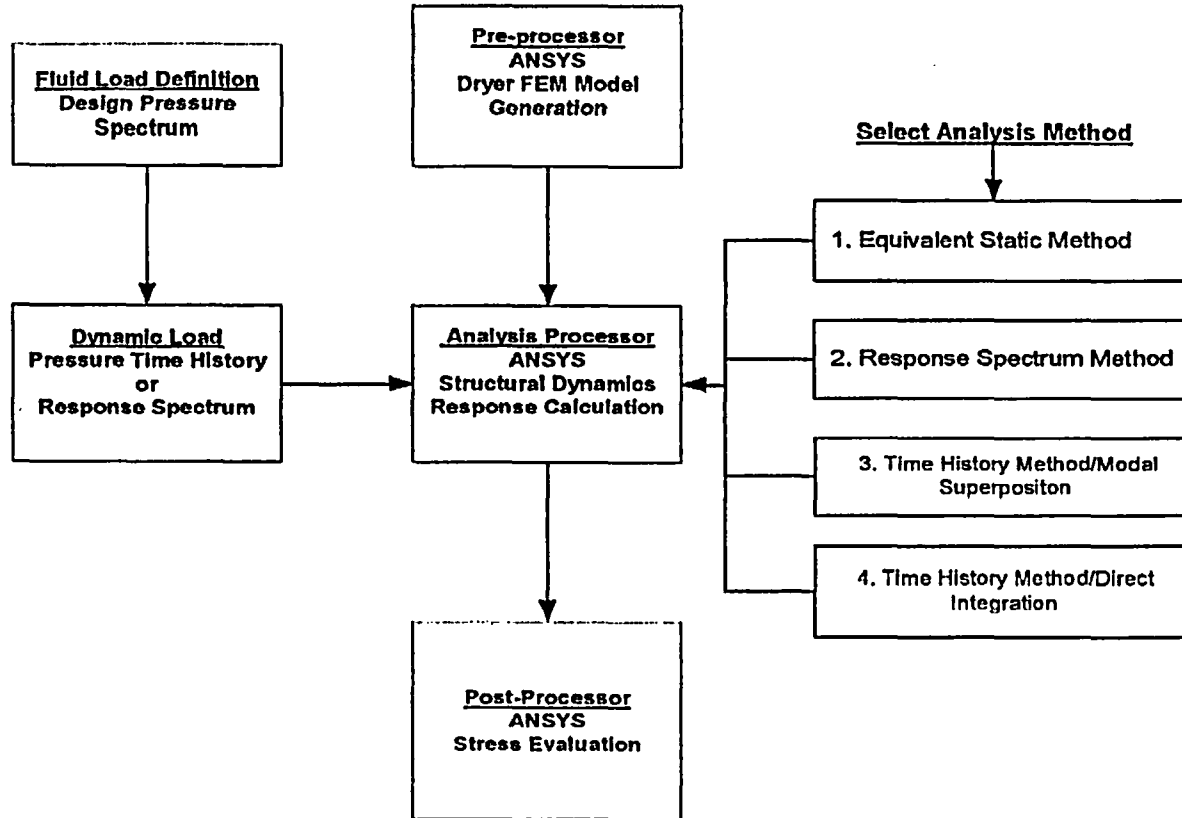 Fluid Load Definition
Design Pressure
Spectrum
Pre-processor
ANSYS
Dryer FEM Model
Generation
Select Analysis Method
1. Equivalent Static Method
2. Response Spectrum Method
3. Time History Method/Modal
Superpositon
4. Time History Method/Direct
Integration
Dynamic Load
Pressure Time History
or
Response Spectrum
Analysis Processor
ANSYS
Structural Dynamics
Response Calculation
Post-Processor
ANSYS
Stress Evaluation